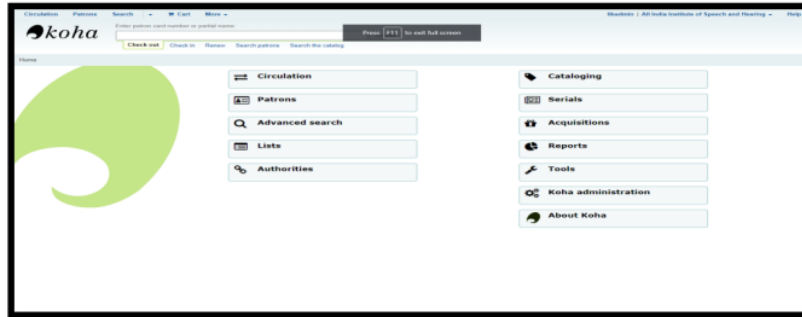 Circulation Patrons Search Cart More
libadmin | All India Institute of Speech and Hearing Help
koha
Enter patron card number or partial name:
Press F11 to exit full screen
Check out Check in Renew Search patrons Search the catalog
Home
Circulation
Patrons
Advanced search
Lists
Authorities
Cataloging
Serials
Acquisitions
Reports
Tools
Koha administration
About Koha